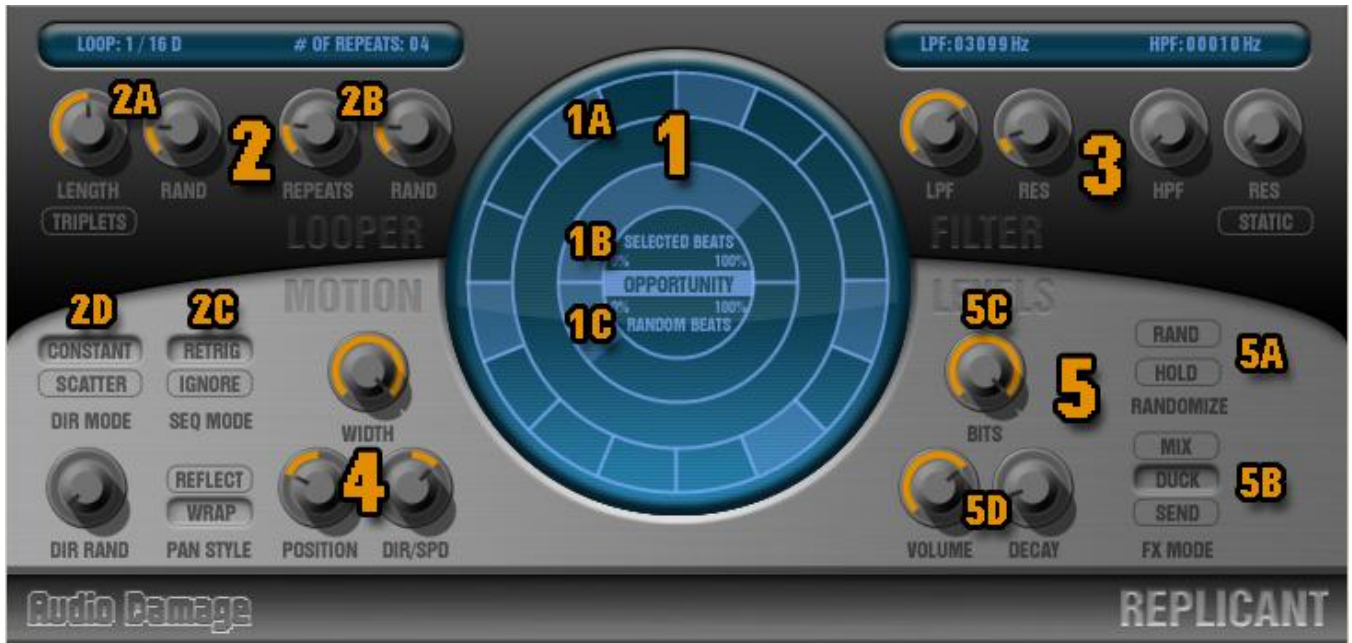 LOOP: 1 / 16 D
# OF REPEATS: 04
LPF:03099Hz
HPF:00010Hz
2A
2B
2
1A
1
3
LENGTH
RAND
REPEATS
RAND
LPF
RES
HPF
RES
TRIPLETS
STATIC
LOOPER
FILTER
1B
SELECTED BEATS
0%
100%
OPPORTUNITY
0%
100%
1C
RANDOM BEATS
MOTION
LEVELS
2D
2C
5C
CONSTANT
RETRIG
RAND
5A
SCATTER
IGNORE
HOLD
5
DIR MODE
SEQ MODE
RANDOMIZE
WIDTH
BITS
MIX
REFLECT
4
DUCK
5B
WRAP
5D
SEND
DIR RAND
PAN STYLE
POSITION
DIR/SPD
VOLUME
DECAY
FX MODE
Audio Damage
REPLICANT